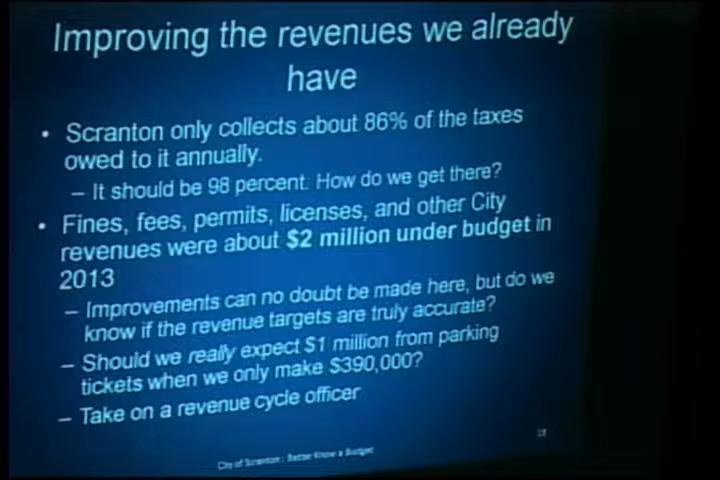 Improving the revenues we already
have
• Scranton only collects about 86% of the taxes
owed to it annually.
– It should be 98 percent. How do we get there?
• Fines, fees, permits, licenses, and other City
revenues were about $2 million under budget in
2013
– Improvements can no doubt be made here, but do we
know if the revenue targets are truly accurate?
– Should we really expect $1 million from parking
tickets when we only make $390,000?
– Take on a revenue cycle officer
City of Scranton: Better Know a Budget